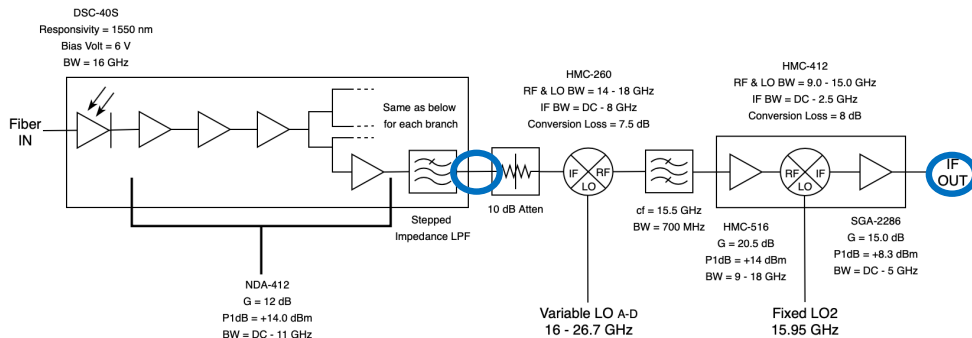 DSC-40S
Responsivity = 1550 nm
Bias Volt = 6 V
BW = 16 GHz
Fiber
IN
Same as below
for each branch
Stepped
Impedance LPF
NDA-412
G = 12 dB
P1dB = +14.0 dBm
BW = DC - 11 GHz
10 dB Atten
HMC-260
RF & LO BW = 14 - 18 GHz
IF BW = DC - 8 GHz
Conversion Loss = 7.5 dB
IF
RF
LO
Variable LO A-D
16 - 26.7 GHz
cf = 15.5 GHz
BW = 700 MHz
HMC-412
RF & LO BW = 9.0 - 15.0 GHz
IF BW = DC - 2.5 GHz
Conversion Loss = 8 dB
RF
IF
LO
HMC-516
G = 20.5 dB
P1dB = +14 dBm
BW = 9 - 18 GHz
SGA-2286
G = 15.0 dB
P1dB = +8.3 dBm
BW = DC - 5 GHz
Fixed LO2
15.95 GHz
IF
OUT